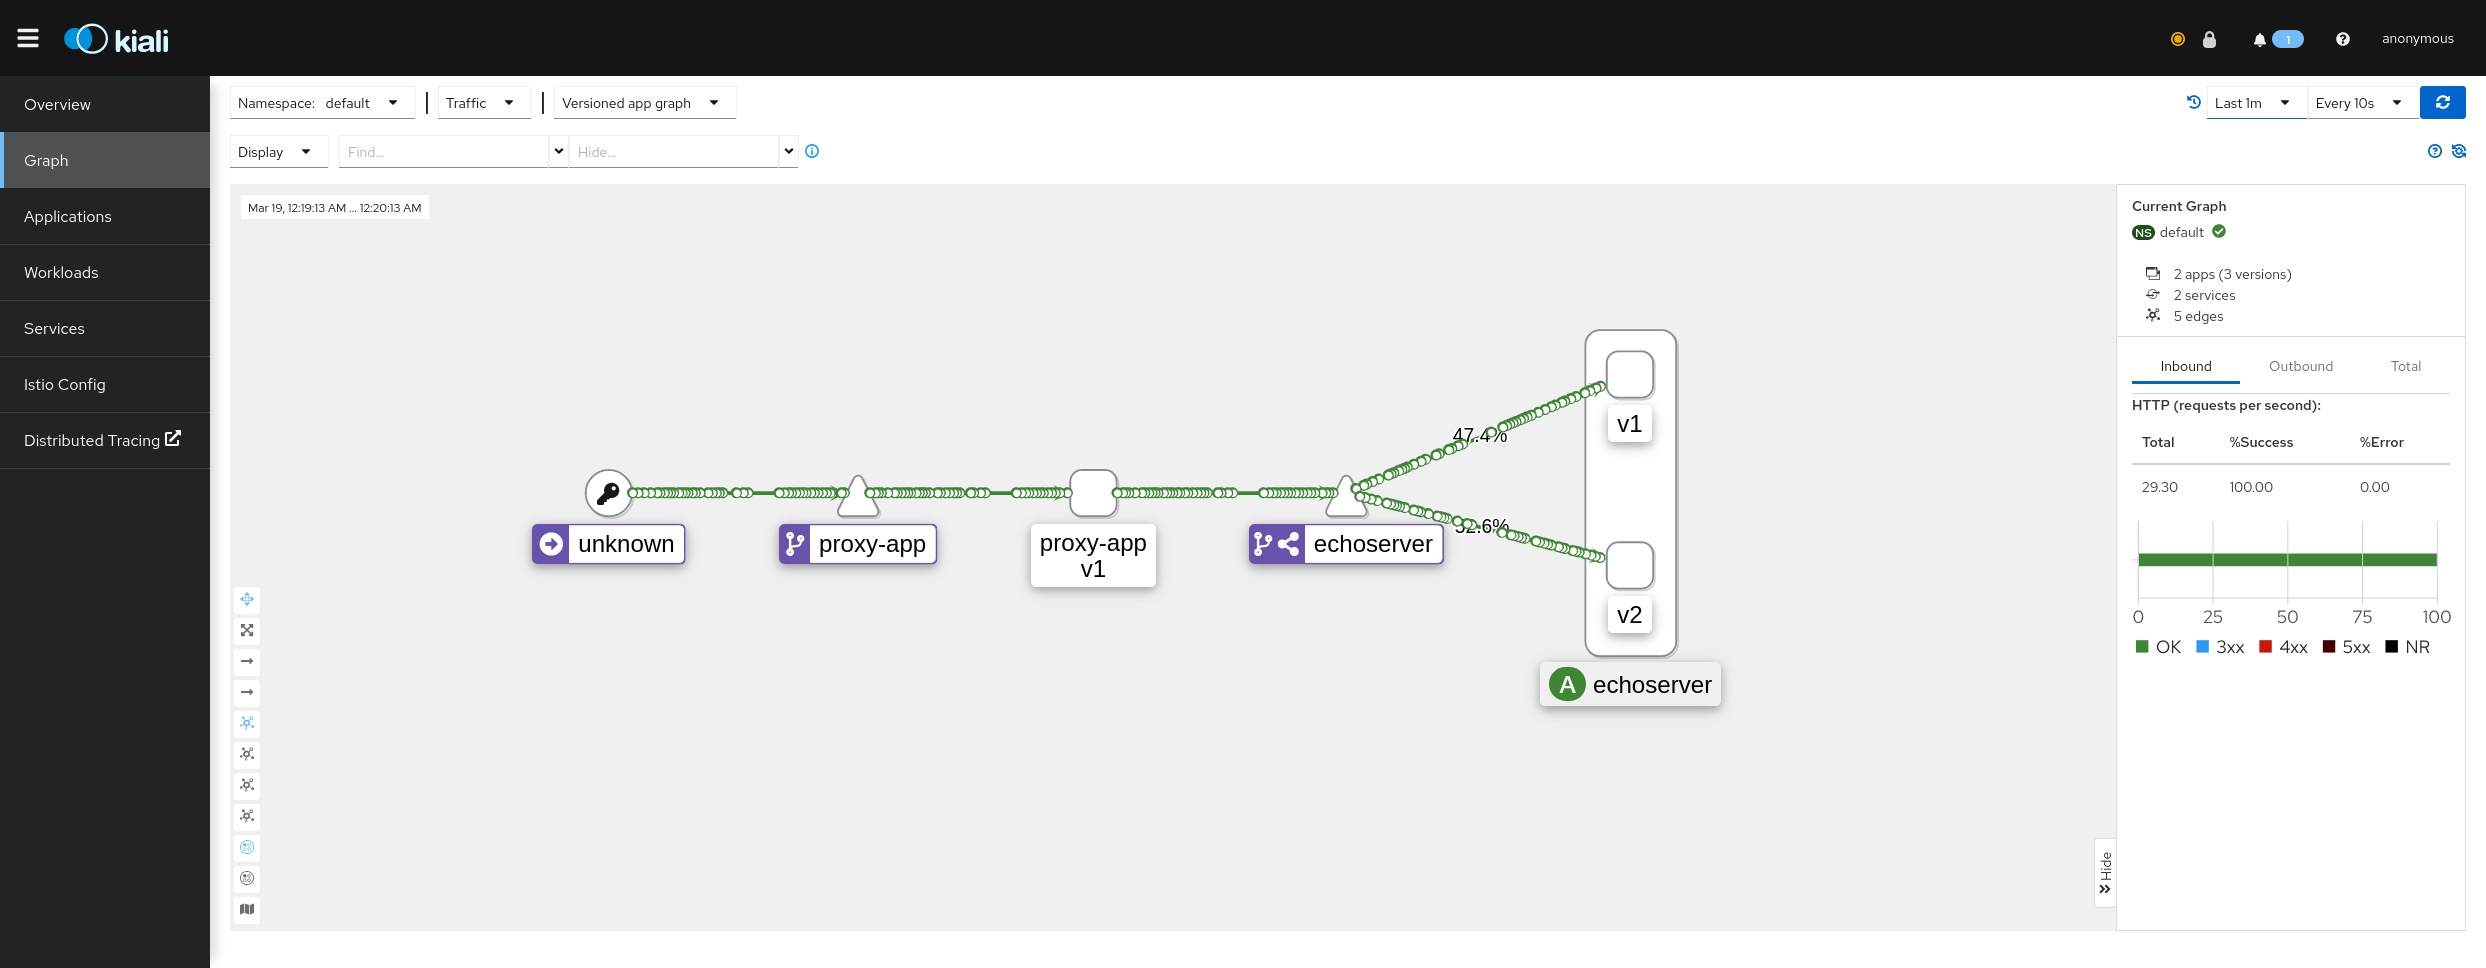 kiali
1
anonymous
Overview
Graph
Applications
Workloads
Services
Istio Config
Distributed Tracing
Namespace: default
Traffic
Versioned app graph
Last 1m
Every 10s
Display
Find...
Hide...
Mar 19, 12:19:13 AM ... 12:20:13 AM
47.4%
v1
52.6%
unknown
proxy-app
proxy-app
v1
echoserver
v2
A echoserver
Hide
Current Graph
NS default
2 apps (3 versions)
2 services
5 edges
Inbound Outbound Total
HTTP (requests per second):
Total %Success %Error
29.30 100.00 0.00
0 25 50 75 100
OK 3xx 4xx 5xx NR